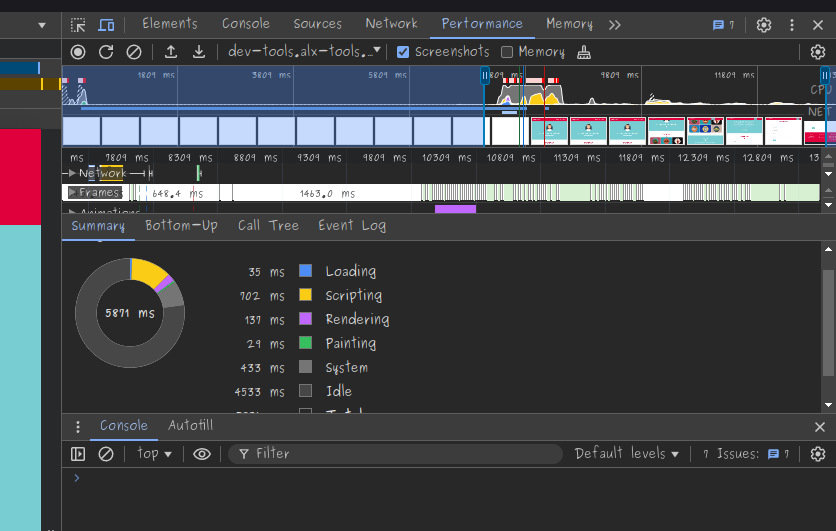 Elements Console Sources Network Performance Memory 7
dev-tools.alx-tools.... Screenshots Memory
1809 ms 3809 ms 5809 ms 809 ms 9809 ms 11809 ms
CPU
NET
ms 7809 ms 8309 ms 8809 ms 9309 ms 9809 ms 10309 ms 10809 ms 11309 ms 11809 ms 12309 ms 12809 ms 13
Network
Frames 648.4 ms 1463.0 ms
Animations
Summary Bottom-Up Call Tree Event Log
5871 ms
35 ms Loading
702 ms Scripting
137 ms Rendering
29 ms Painting
433 ms System
4533 ms Idle
Console Autofill
top Filter Default levels 7 Issues: 7